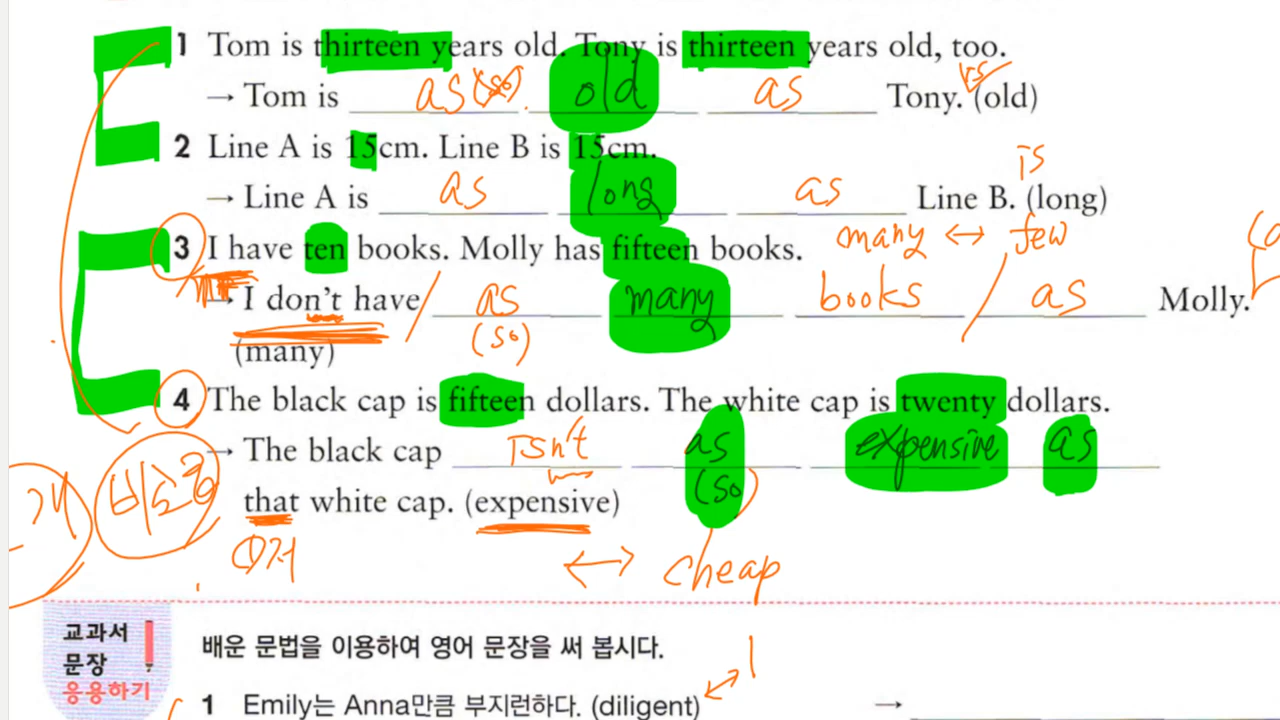 1 Tom is thirteen years old. Tony is thirteen years old, too.
→ Tom is as (so) old as Tony. (old) is
2 Line A is 15cm. Line B is 15cm.
→ Line A is as long as Line B. (long) is
3 I have ten books. Molly has fifteen books. many ↔ few
→ I don't have / as many books / as Molly.
(many) (so)
4 The black cap is fifteen dollars. The white cap is twenty dollars.
→ The black cap isn't as expensive as
(so)
that white cap. (expensive)
↔ cheap
교과서
문장
응용하기
배운 문법을 이용하여 영어 문장을 써 봅시다.
1 Emily는 Anna만큼 부지런하다. (diligent) ↔ l →